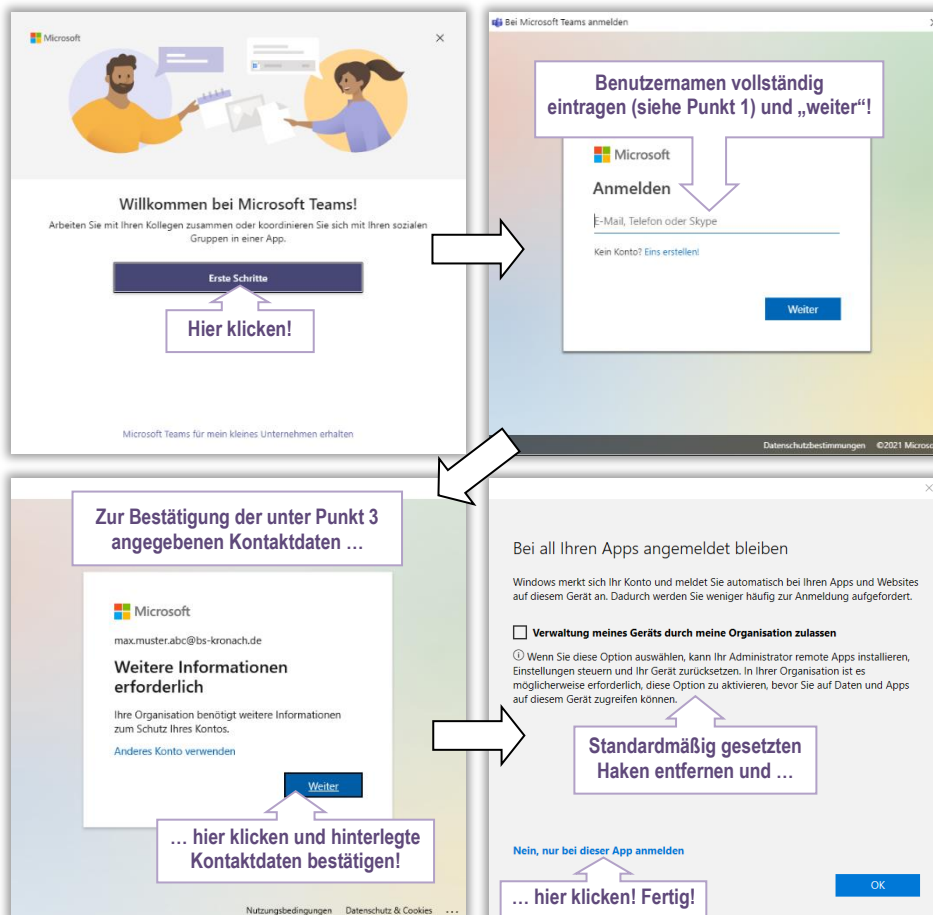 Microsoft
Willkommen bei Microsoft Teams!
Arbeiten Sie mit Ihren Kollegen zusammen oder koordinieren Sie sich mit Ihren sozialen
Gruppen in einer App.
Erste Schritte
Hier klicken!
Microsoft Teams für mein kleines Unternehmen erhalten
Bei Microsoft Teams anmelden
Benutzernamen vollständig
eintragen (siehe Punkt 1) und „weiter“!
Microsoft
Anmelden
E-Mail, Telefon oder Skype
Kein Konto? Eins erstellen!
Weiter
Datenschutzbestimmungen ©2021
Zur Bestätigung der unter Punkt 3
angegebenen Kontaktdaten …
Microsoft
max.muster.abc@bs-kronach.de
Weitere Informationen
erforderlich
Ihre Organisation benötigt weitere Informationen
zum Schutz Ihres Kontos.
Anderes Konto verwenden
Weiter
… hier klicken und hinterlegte
Kontaktdaten bestätigen!
Nutzungsbedingungen Datenschutz & Cookies ...
Bei all Ihren Apps angemeldet bleiben
Windows merkt sich Ihr Konto und meldet Sie automatisch bei Ihren Apps und Websites
auf diesem Gerät an. Dadurch werden Sie weniger häufig zur Anmeldung aufgefordert.
Verwaltung meines Geräts durch meine Organisation zulassen
Wenn Sie diese Option auswählen, kann Ihr Administrator remote Apps installieren,
Einstellungen steuern und Ihr Gerät zurücksetzen. In Ihrer Organisation ist es
möglicherweise erforderlich, diese Option zu aktivieren, bevor Sie auf Daten und Apps
auf diesem Gerät zugreifen können.
Standardmäßig gesetzten
Haken entfernen und …
Nein, nur bei dieser App anmelden
… hier klicken! Fertig!
OK